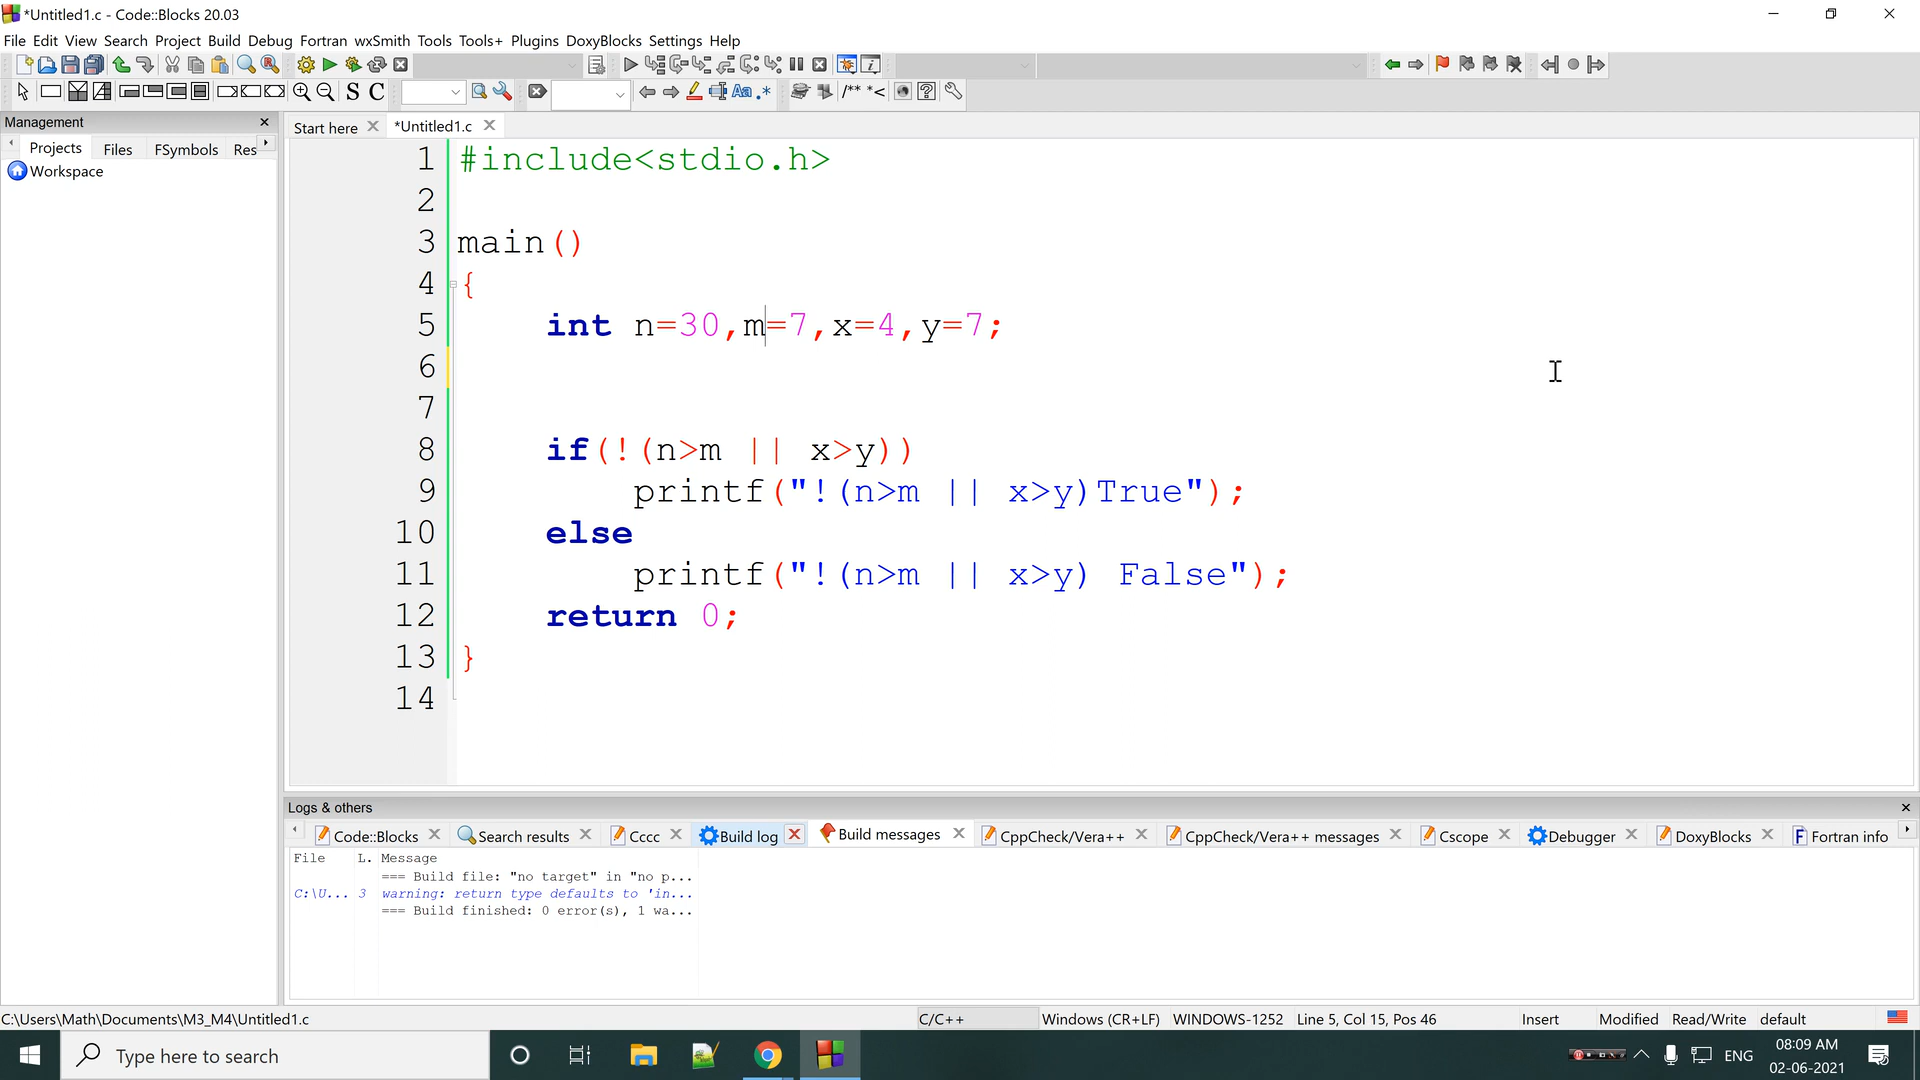 *Untitled1.c - Code::Blocks 20.03
File Edit View Search Project Build Debug Fortran wxSmith Tools Tools+ Plugins DoxyBlocks Settings Help
S C
/** *<
Management
Projects Files FSymbols Res
Workspace
Start here *Untitled1.c
1 #include<stdio.h>
2
3 main()
4 {
5 int n=30,m=7,x=4,y=7;
6
7
8 if(!(n>m || x>y))
9 printf("!(n>m || x>y)True");
10 else
11 printf("!(n>m || x>y) False");
12 return 0;
13 }
14
Logs & others
Code::Blocks Search results Cccc Build log Build messages CppCheck/Vera++ CppCheck/Vera++ messages Cscope Debugger DoxyBlocks Fortran info
File L. Message
=== Build file: "no target" in "no p...
C:\U... 3 warning: return type defaults to 'in...
=== Build finished: 0 error(s), 1 wa...
C:\Users\Math\Documents\M3_M4\Untitled1.c C/C++ Windows (CR+LF) WINDOWS-1252 Line 5, Col 15, Pos 46 Insert Modified Read/Write default
Type here to search
ENG
08:09 AM
02-06-2021